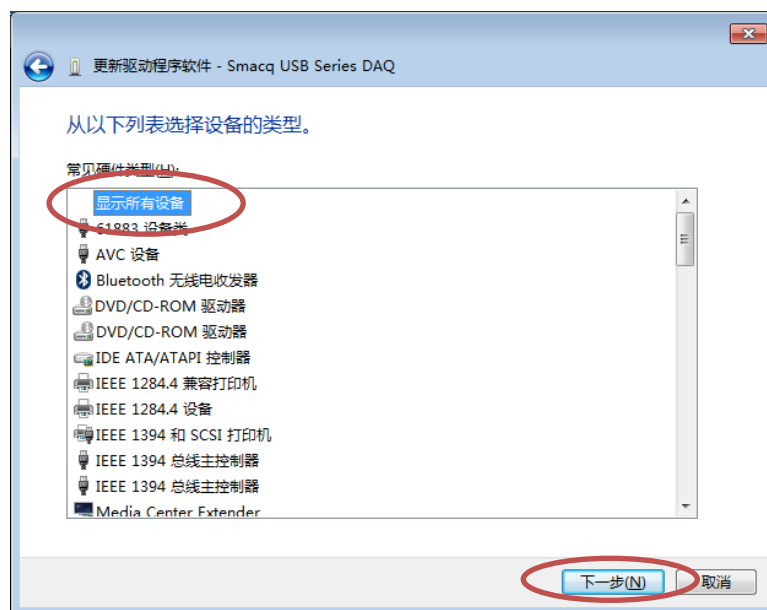 更新驱动程序软件 - Smacq USB Series DAQ
从以下列表选择设备的类型。
常见硬件类型(H):
显示所有设备
61883 设备类
AVC 设备
Bluetooth 无线电收发器
DVD/CD-ROM 驱动器
DVD/CD-ROM 驱动器
IDE ATA/ATAPI 控制器
IEEE 1284.4 兼容打印机
IEEE 1284.4 设备
IEEE 1394 和 SCSI 打印机
IEEE 1394 总线主控制器
IEEE 1394 总线主控制器
Media Center Extender
下一步(N) 取消